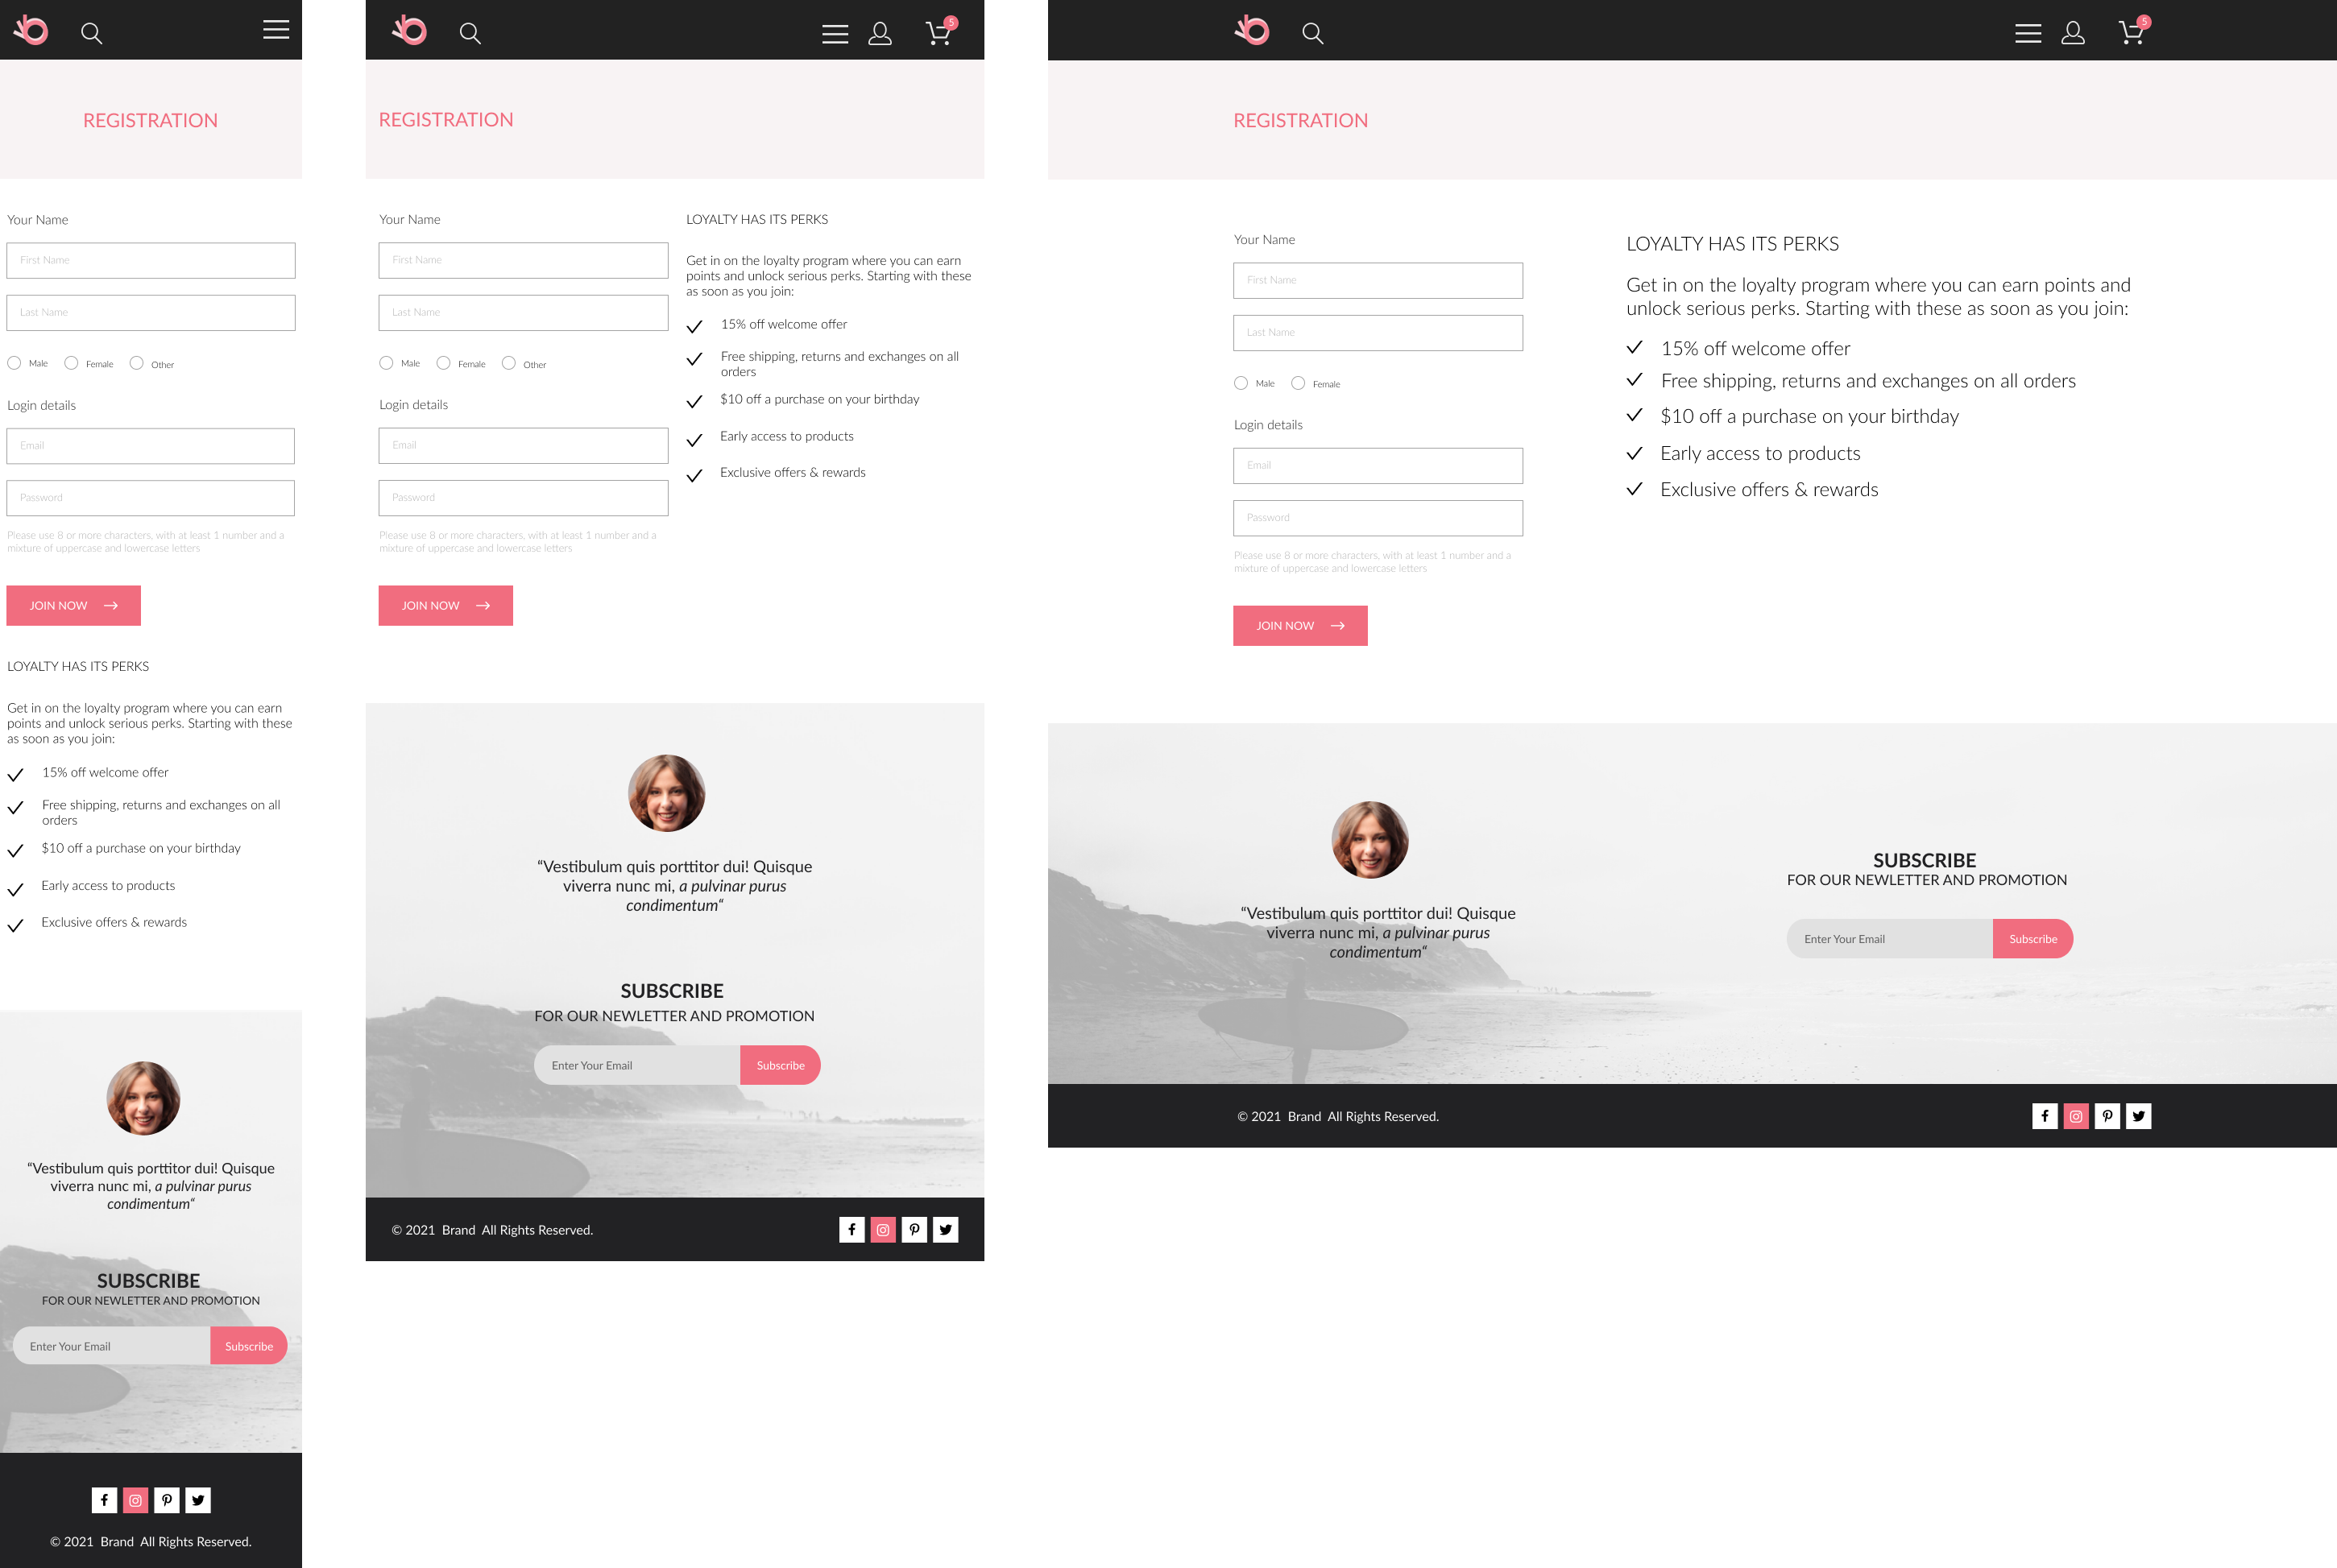 REGISTRATION
Your Name
First Name
Last Name
Male Female Other
Login details
Email
Password
Please use 8 or more characters, with at least 1 number and a
mixture of uppercase and lowercase letters
JOIN NOW
LOYALTY HAS ITS PERKS
Get in on the loyalty program where you can earn
points and unlock serious perks. Starting with these
as soon as you join:
15% off welcome offer
Free shipping, returns and exchanges on all
orders
$10 off a purchase on your birthday
Early access to products
Exclusive offers & rewards
“Vestibulum quis porttitor dui! Quisque
viverra nunc mi, a pulvinar purus
condimentum“
SUBSCRIBE
FOR OUR NEWLETTER AND PROMOTION
Enter Your Email Subscribe
© 2021 Brand All Rights Reserved.
5
REGISTRATION
Your Name
First Name
Last Name
Male Female Other
Login details
Email
Password
Please use 8 or more characters, with at least 1 number and a
mixture of uppercase and lowercase letters
JOIN NOW
LOYALTY HAS ITS PERKS
Get in on the loyalty program where you can earn
points and unlock serious perks. Starting with these
as soon as you join:
15% off welcome offer
Free shipping, returns and exchanges on all
orders
$10 off a purchase on your birthday
Early access to products
Exclusive offers & rewards
“Vestibulum quis porttitor dui! Quisque
viverra nunc mi, a pulvinar purus
condimentum“
SUBSCRIBE
FOR OUR NEWLETTER AND PROMOTION
Enter Your Email Subscribe
© 2021 Brand All Rights Reserved.
5
REGISTRATION
Your Name
First Name
Last Name
Male Female
Login details
Email
Password
Please use 8 or more characters, with at least 1 number and a
mixture of uppercase and lowercase letters
JOIN NOW
LOYALTY HAS ITS PERKS
Get in on the loyalty program where you can earn points and
unlock serious perks. Starting with these as soon as you join:
15% off welcome offer
Free shipping, returns and exchanges on all orders
$10 off a purchase on your birthday
Early access to products
Exclusive offers & rewards
“Vestibulum quis porttitor dui! Quisque
viverra nunc mi, a pulvinar purus
condimentum“
SUBSCRIBE
FOR OUR NEWLETTER AND PROMOTION
Enter Your Email Subscribe
© 2021 Brand All Rights Reserved.